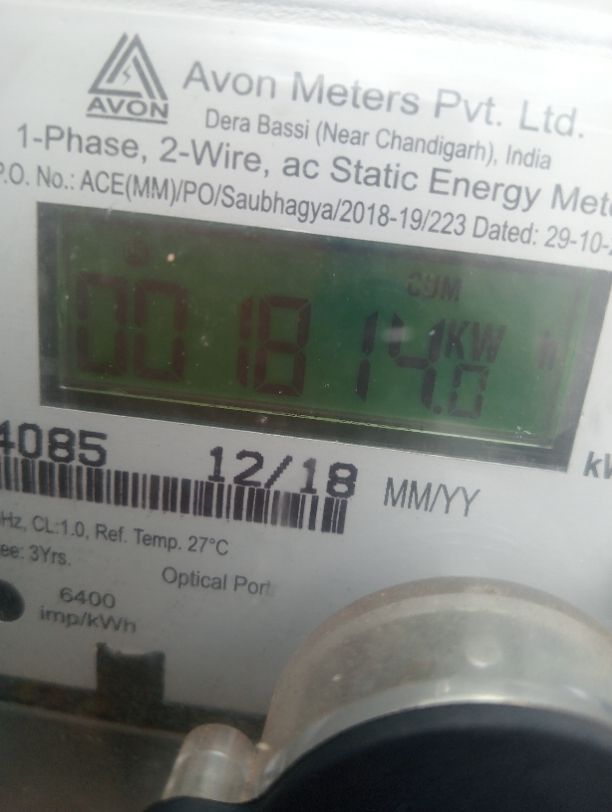 AVON
Avon Meters Pvt. Ltd.
Dera Bassi (Near Chandigarh), India
1-Phase, 2-Wire, ac Static Energy
P.O. No.: ACE(MM)/PO/Saubhagya/2018-19/223 Dated: 29-10-
CUM
001814.0 KW h
4085 12/18 MM/YY
Hz, CL:1.0, Ref. Temp. 27°C
3Yrs.
Optical Port
6400
imp/kWh